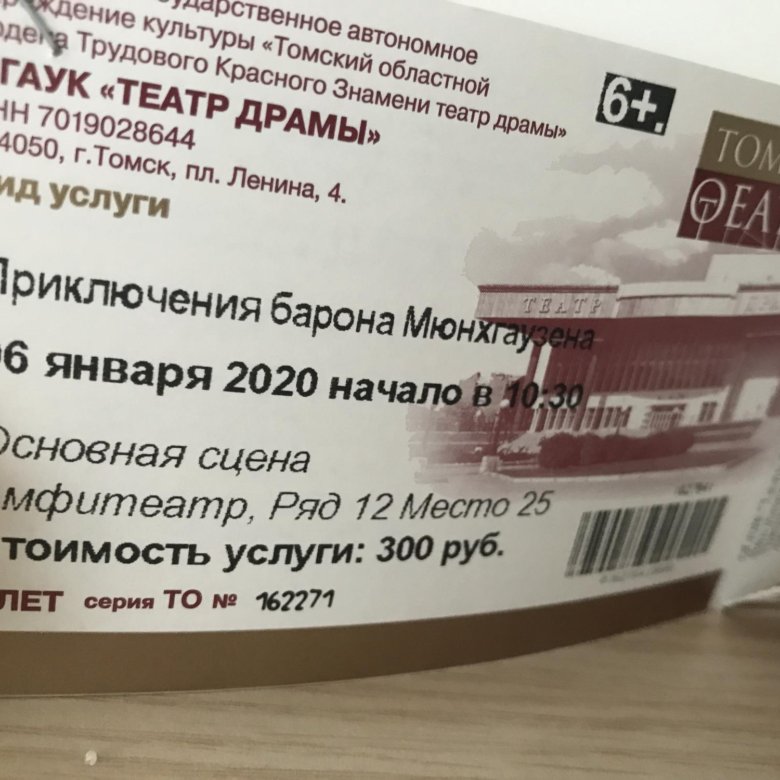 сударственное автономное
реждение культуры «Томский областной
рдена Трудового Красного Знамени театр драмы»
ГАУК «ТЕАТР ДРАМЫ»
НН 7019028644
4050, г.Томск, пл. Ленина, 4.
ид услуги
6+.
ТОМ
ТЕАТР
Приключения барона Мюнхгаузена
06 января 2020 начало в 10:30
Основная сцена
мфитеатр, Ряд 12 Место 25
тоимость услуги: 300 руб.
ЛЕТ серия ТО № 162271